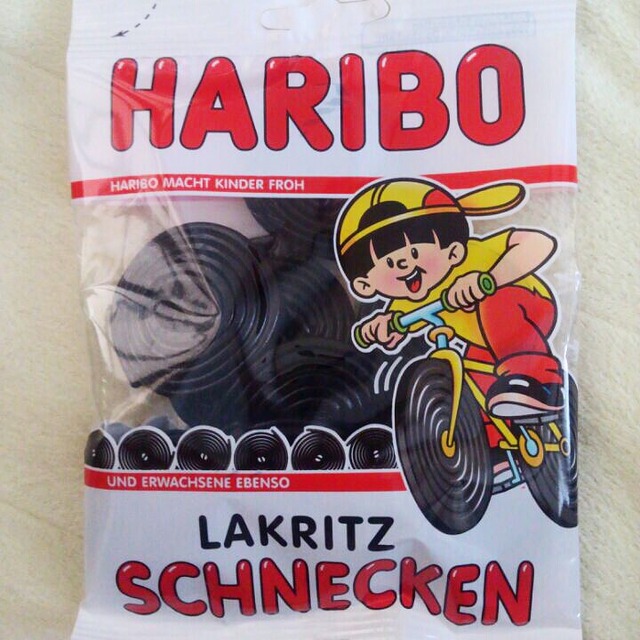 HARIBO
HARIBO MACHT KINDER FROH
UND ERWACHSENE EBENSO
LAKRITZ
SCHNECKEN